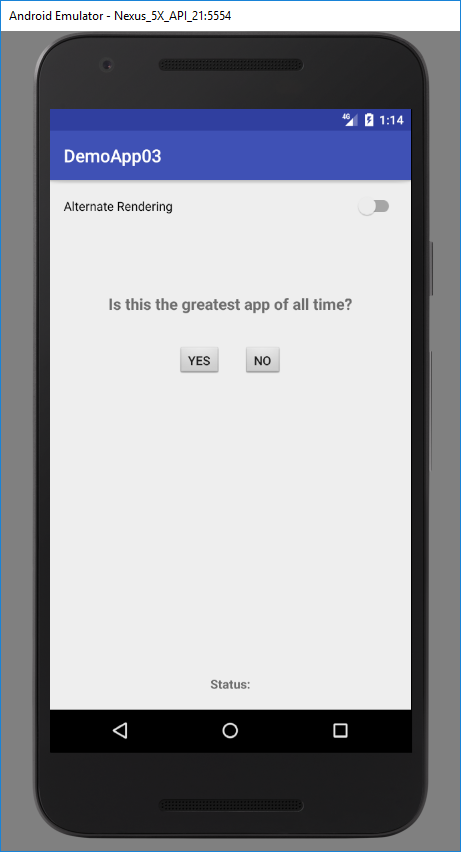 Android Emulator - Nexus_5X_API_21:5554
4G 1:14
DemoApp03
Alternate Rendering
Is this the greatest app of all time?
YES NO
Status: